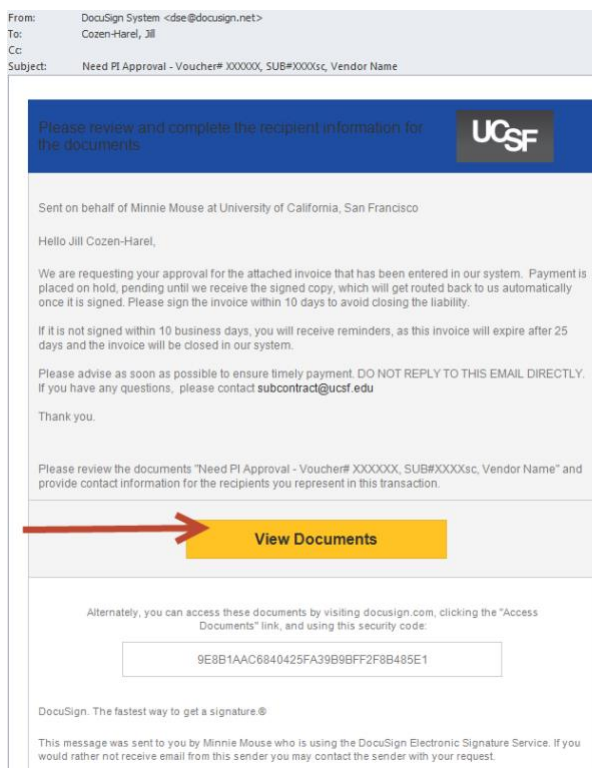 From: DocuSign System <dse@docusign.net>
To: Cozen-Harel, Jill
Cc:
Subject: Need PI Approval - Voucher# XXXXXX, SUB#XXXXsc, Vendor Name
Please review and complete the recipient information for
the documents
UCSF
Sent on behalf of Minnie Mouse at University of California, San Francisco
Hello Jill Cozen-Harel,
We are requesting your approval for the attached invoice that has been entered in our system. Payment is
placed on hold, pending until we receive the signed copy, which will get routed back to us automatically
once it is signed. Please sign the invoice within 10 days to avoid closing the liability.
If it is not signed within 10 business days, you will receive reminders, as this invoice will expire after 25
days and the invoice will be closed in our system.
Please advise as soon as possible to ensure timely payment. DO NOT REPLY TO THIS EMAIL DIRECTLY.
If you have any questions, please contact subcontract@ucsf.edu
Thank you.
Please review the documents "Need PI Approval - Voucher# XXXXXX, SUB#XXXXsc, Vendor Name" and
provide contact information for the recipients you represent in this transaction.
View Documents
Alternately, you can access these documents by visiting docusign.com, clicking the "Access
Documents" link, and using this security code:
9E8B1AAC6840425FA39B9BFF2F8B485E1
DocuSign. The fastest way to get a signature.®
This message was sent to you by Minnie Mouse who is using the DocuSign Electronic Signature Service. If you
would rather not receive email from this sender you may contact the sender with your request.